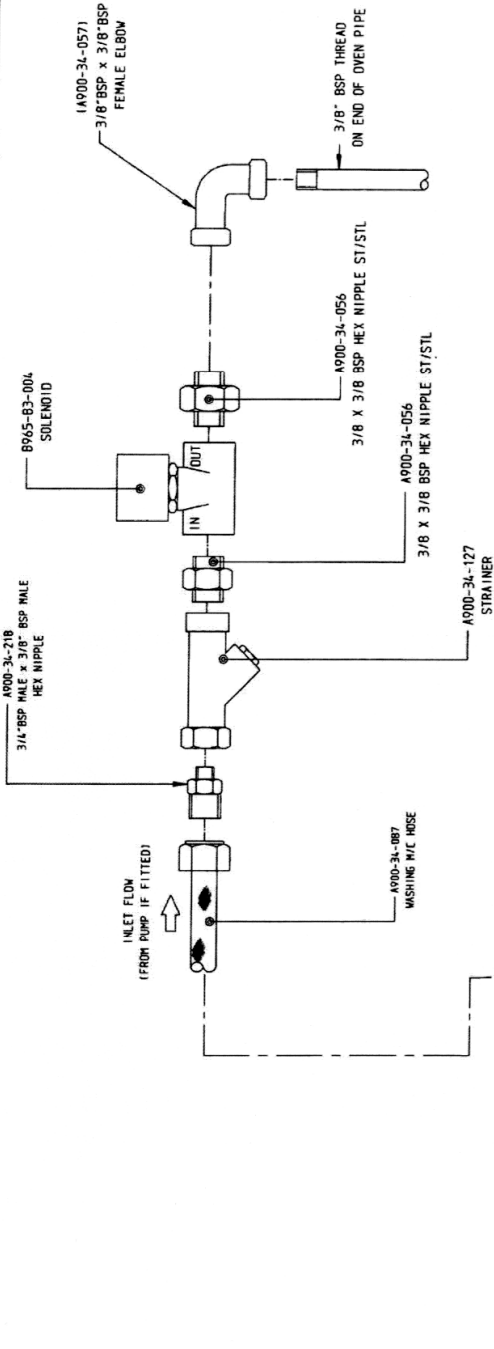 INLET FLOW
(FROM PUMP IF FITTED)
A900-34-087
WASHING M/C HOSE
A900-34-218
3/4"BSP MALE x 3/8" BSP MALE
HEX NIPPLE
A900-34-127
STRAINER
B965-83-004
SOLENOID
IN
OUT
A900-34-056
3/8 X 3/8 BSP HEX NIPPLE ST/STL
A900-34-056
3/8 X 3/8 BSP HEX NIPPLE ST/STL
(A900-34-057)
3/8"BSP x 3/8"BSP
FEMALE ELBOW
3/8" BSP THREAD
ON END OF OVEN PIPE